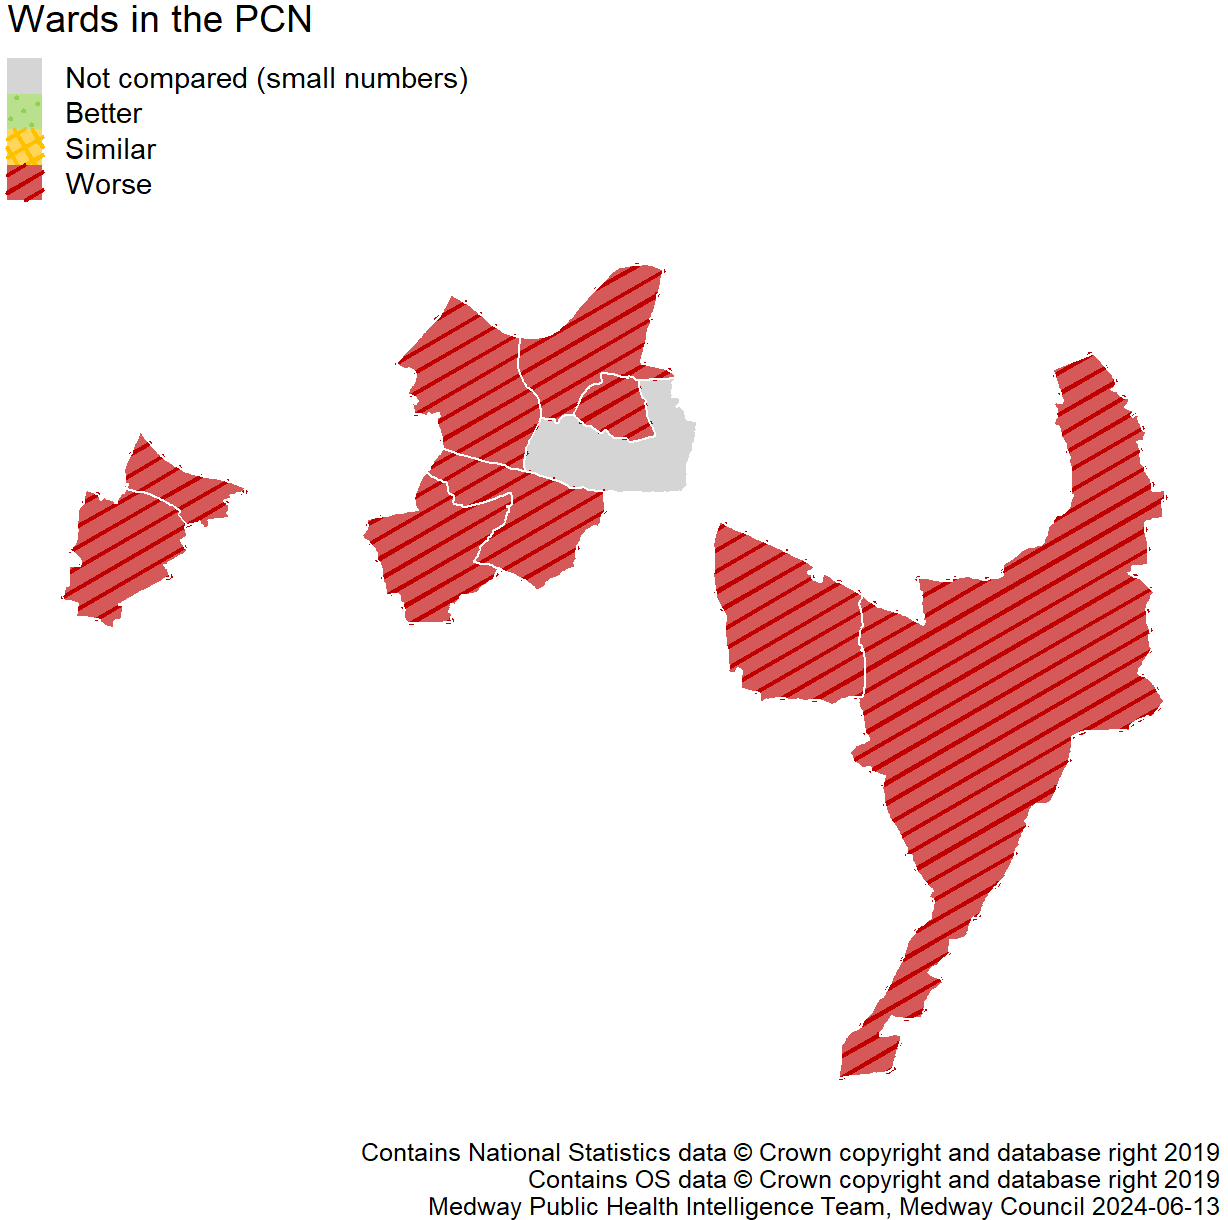 Wards in the PCN
Not compared (small numbers)
Better
Similar
Worse
Contains National Statistics data © Crown copyright and database right 2019
Contains OS data © Crown copyright and database right 2019
Medway Public Health Intelligence Team, Medway Council 2024-06-13